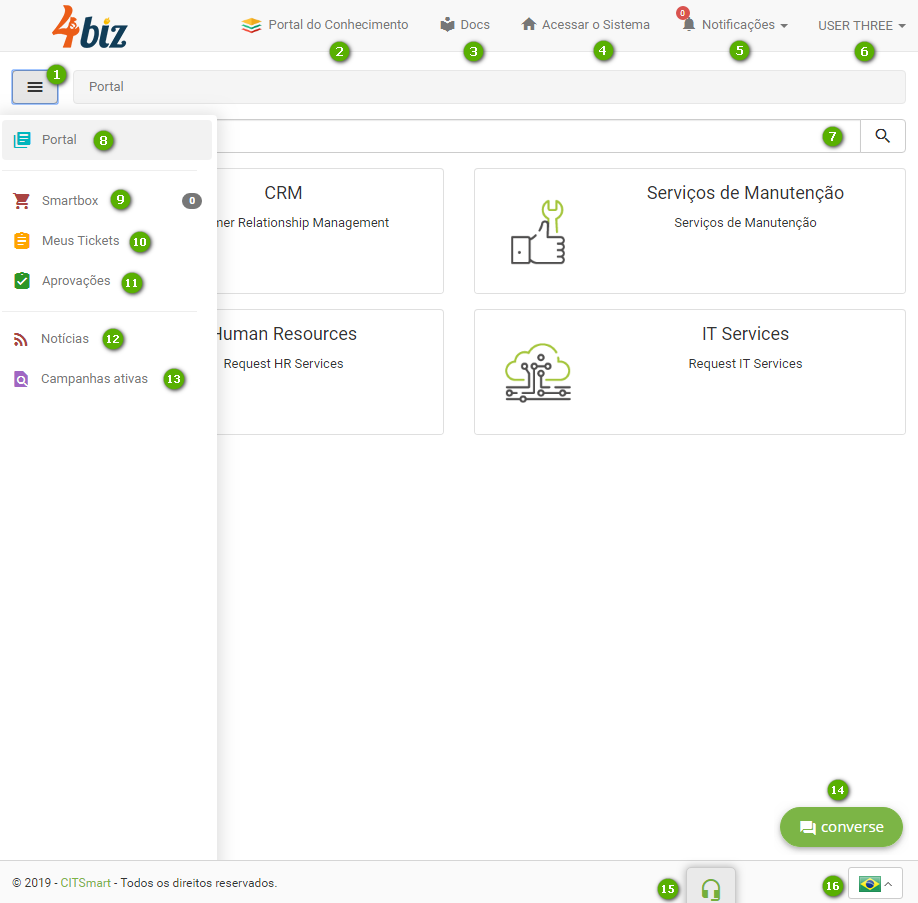 4biz
Portal do Conhecimento
Docs
Acessar o Sistema
0
Notificações
USER THREE
1
2
3
4
5
6
Portal
Portal
8
7
Smartbox
9
0
Meus Tickets
10
Aprovações
11
Notícias
12
Campanhas ativas
13
CRM
mer Relationship Management
Serviços de Manutenção
Serviços de Manutenção
Human Resources
Request HR Services
IT Services
Request IT Services
14
converse
© 2019 - CITSmart - Todos os direitos reservados.
15
16